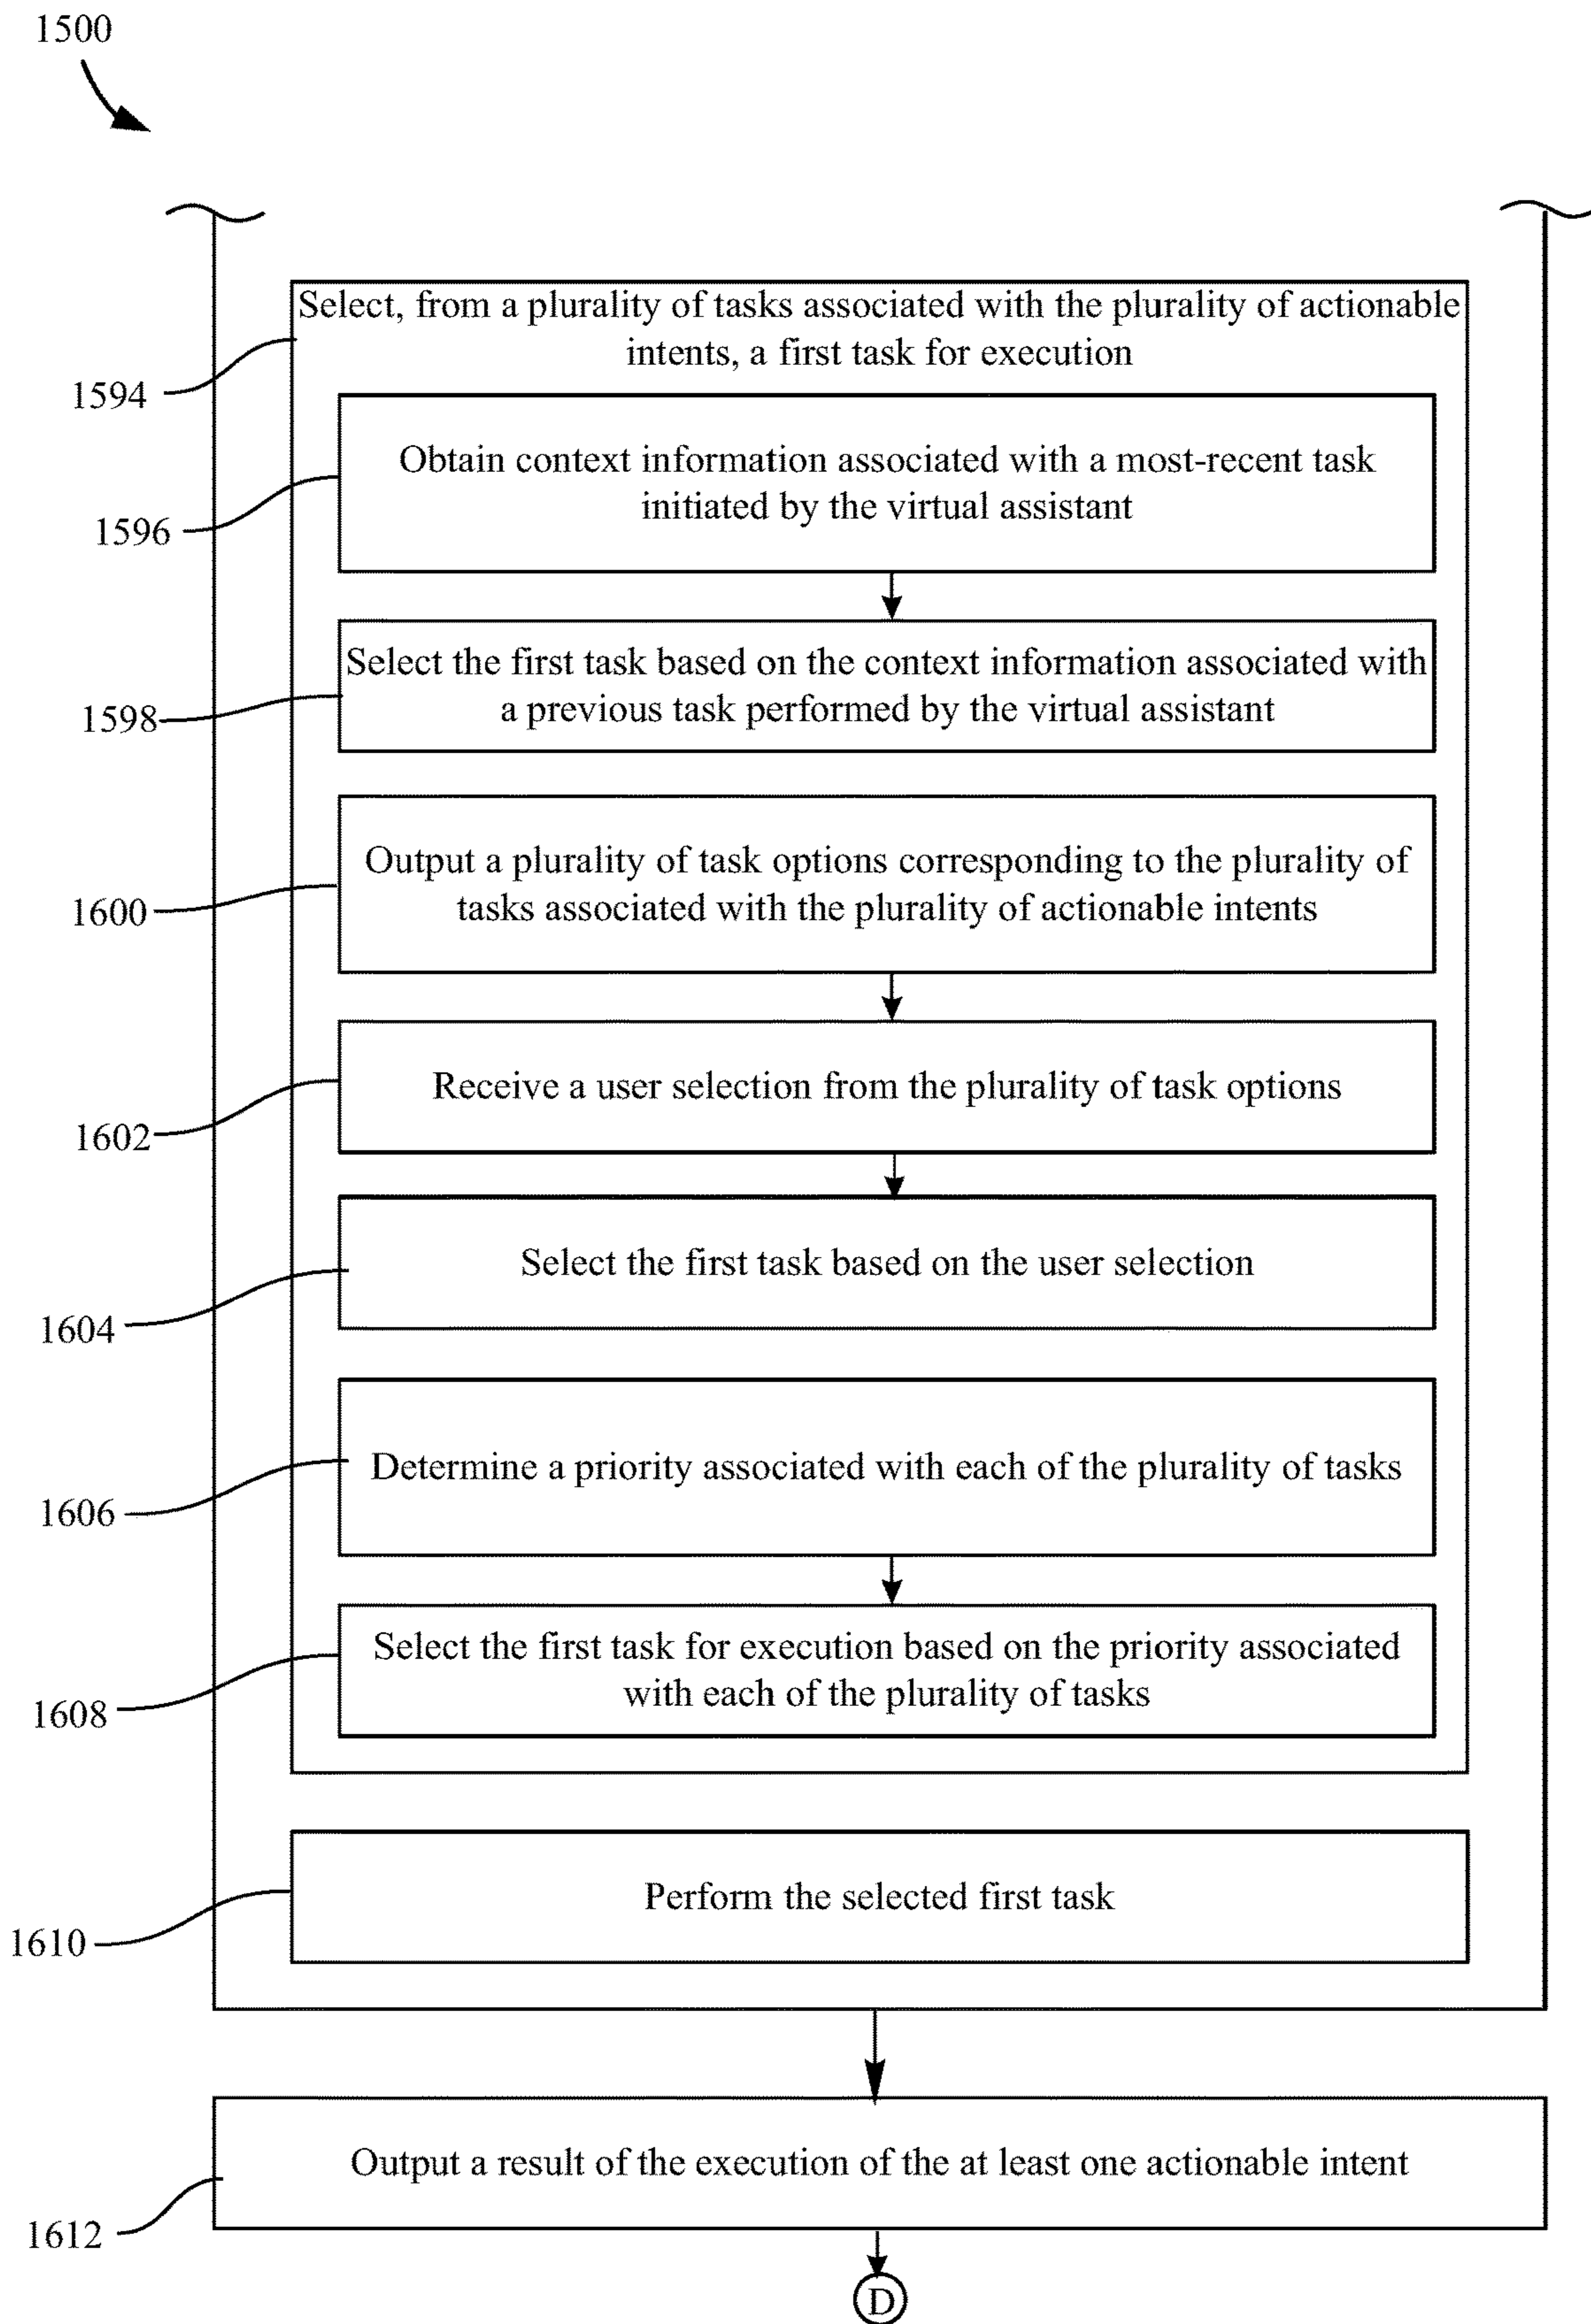 1500
Select, from a plurality of tasks associated with the plurality of actionable
intents, a first task for execution
1594
Obtain context information associated with a most-recent task
initiated by the virtual assistant
1596
Select the first task based on the context information associated with
a previous task performed by the virtual assistant
1598
Output a plurality of task options corresponding to the plurality of
tasks associated with the plurality of actionable intents
1600
Receive a user selection from the plurality of task options
1602
Select the first task based on the user selection
1604
Determine a priority associated with each of the plurality of tasks
1606
Select the first task for execution based on the priority associated
with each of the plurality of tasks
1608
Perform the selected first task
1610
Output a result of the execution of the at least one actionable intent
1612
D